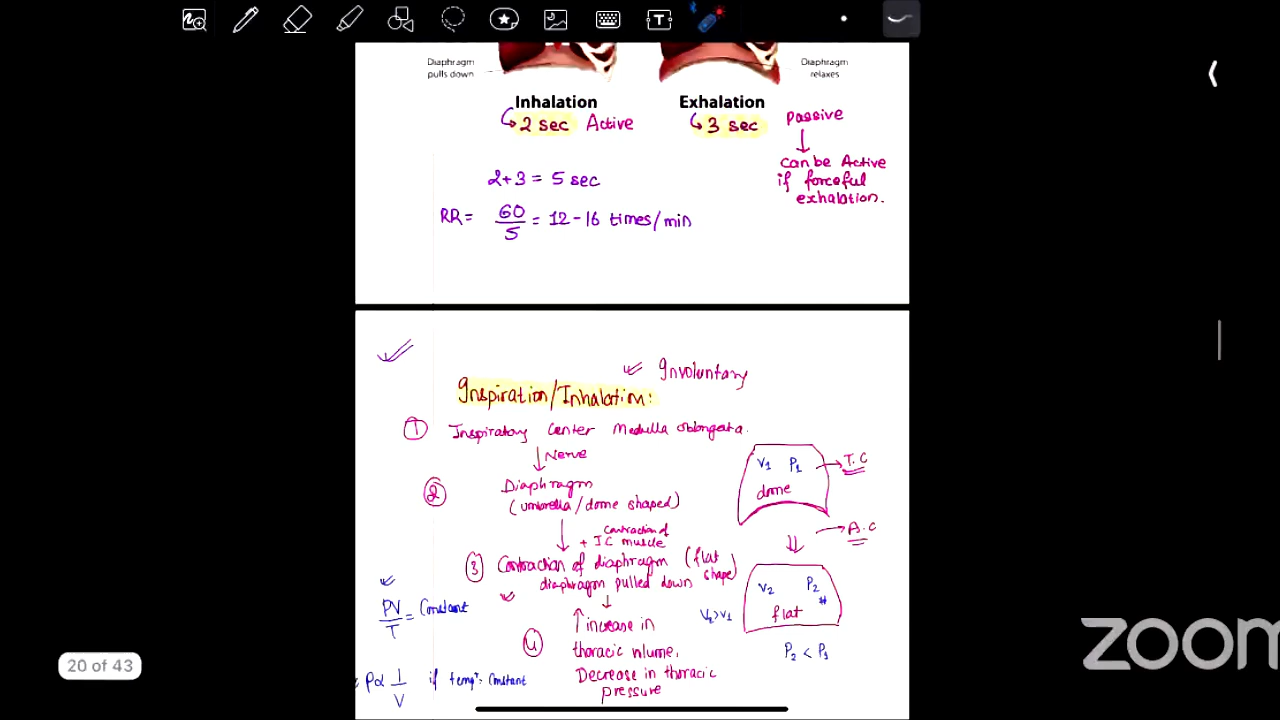 Diaphragm
pulls down
Diaphragm
relaxes
Inhalation
Exhalation
2 sec Active
3 sec
passive
can be Active
if forceful
exhalation.
2+3 = 5 sec
RR = 60/5 = 12 - 16 times/min
Involuntary
Inspiration/Inhalation:
1 Inspiratory Center Medulla oblongata.
Nerve
2 Diaphragm
(umbrella/dome shaped)
V1 P1
dome
T.C
A.C
Contraction of
+ IC muscle
3 Contraction of diaphragm (flat
diaphragm pulled down shape)
V2 P2
flat
V2>V1
P2 < P1
PV/T = Constant
4 ↑ increase in
thoracic volume,
Decrease in thoracic
pressure
P∝ 1/V if temp = Constant
T
20 of 43
zoom